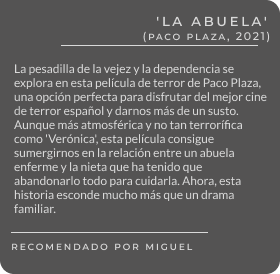 'LA ABUELA'
(PACO PLAZA, 2021)
La pesadilla de la vejez y la dependencia se
explora en esta película de terror de Paco Plaza,
una opción perfecta para disfrutar del mejor cine
de terror español y darnos más de un susto.
Aunque más atmosférica y no tan terrorífica
como 'Verónica', esta película consigue
sumergirnos en la relación entre un abuela
enferme y la nieta que ha tenido que
abandonarlo todo para cuidarla. Ahora, esta
historia esconde mucho más que un drama
familiar.
RECOMENDADO POR MIGUEL